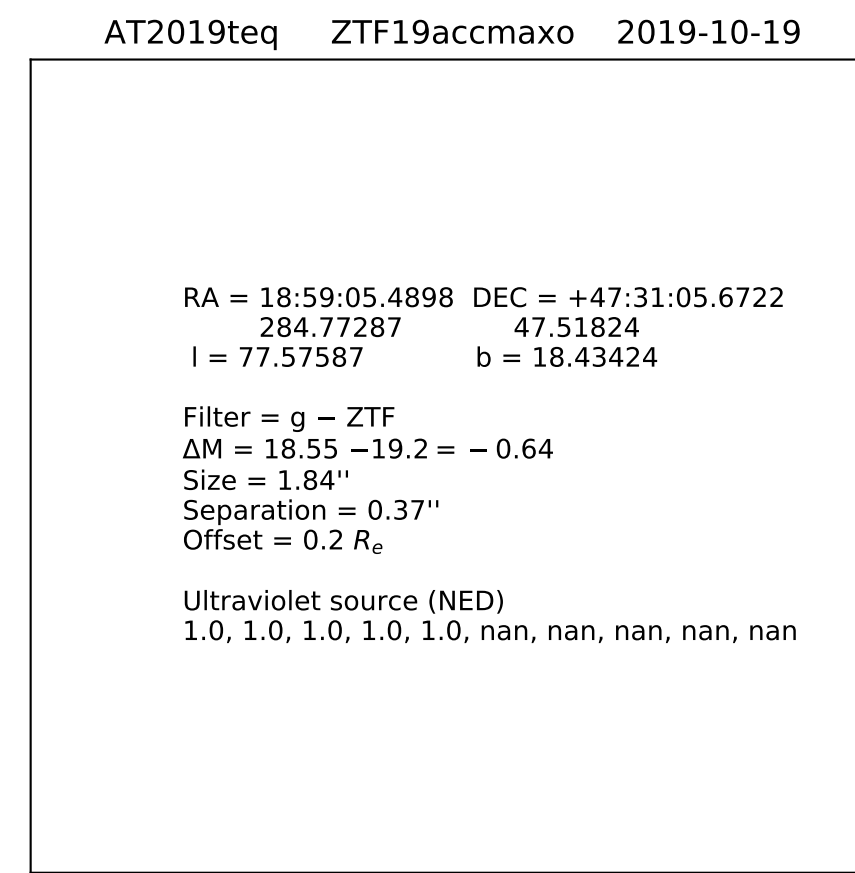 AT2019teq ZTF19accmaxo 2019-10-19
RA = 18:59:05.4898 DEC = +47:31:05.6722
284.77287 47.51824
l = 77.57587 b = 18.43424
Filter = g − ZTF
ΔM = 18.55 −19.2 = − 0.64
Size = 1.84''
Separation = 0.37''
Offset = 0.2 Re
Ultraviolet source (NED)
1.0, 1.0, 1.0, 1.0, 1.0, nan, nan, nan, nan, nan